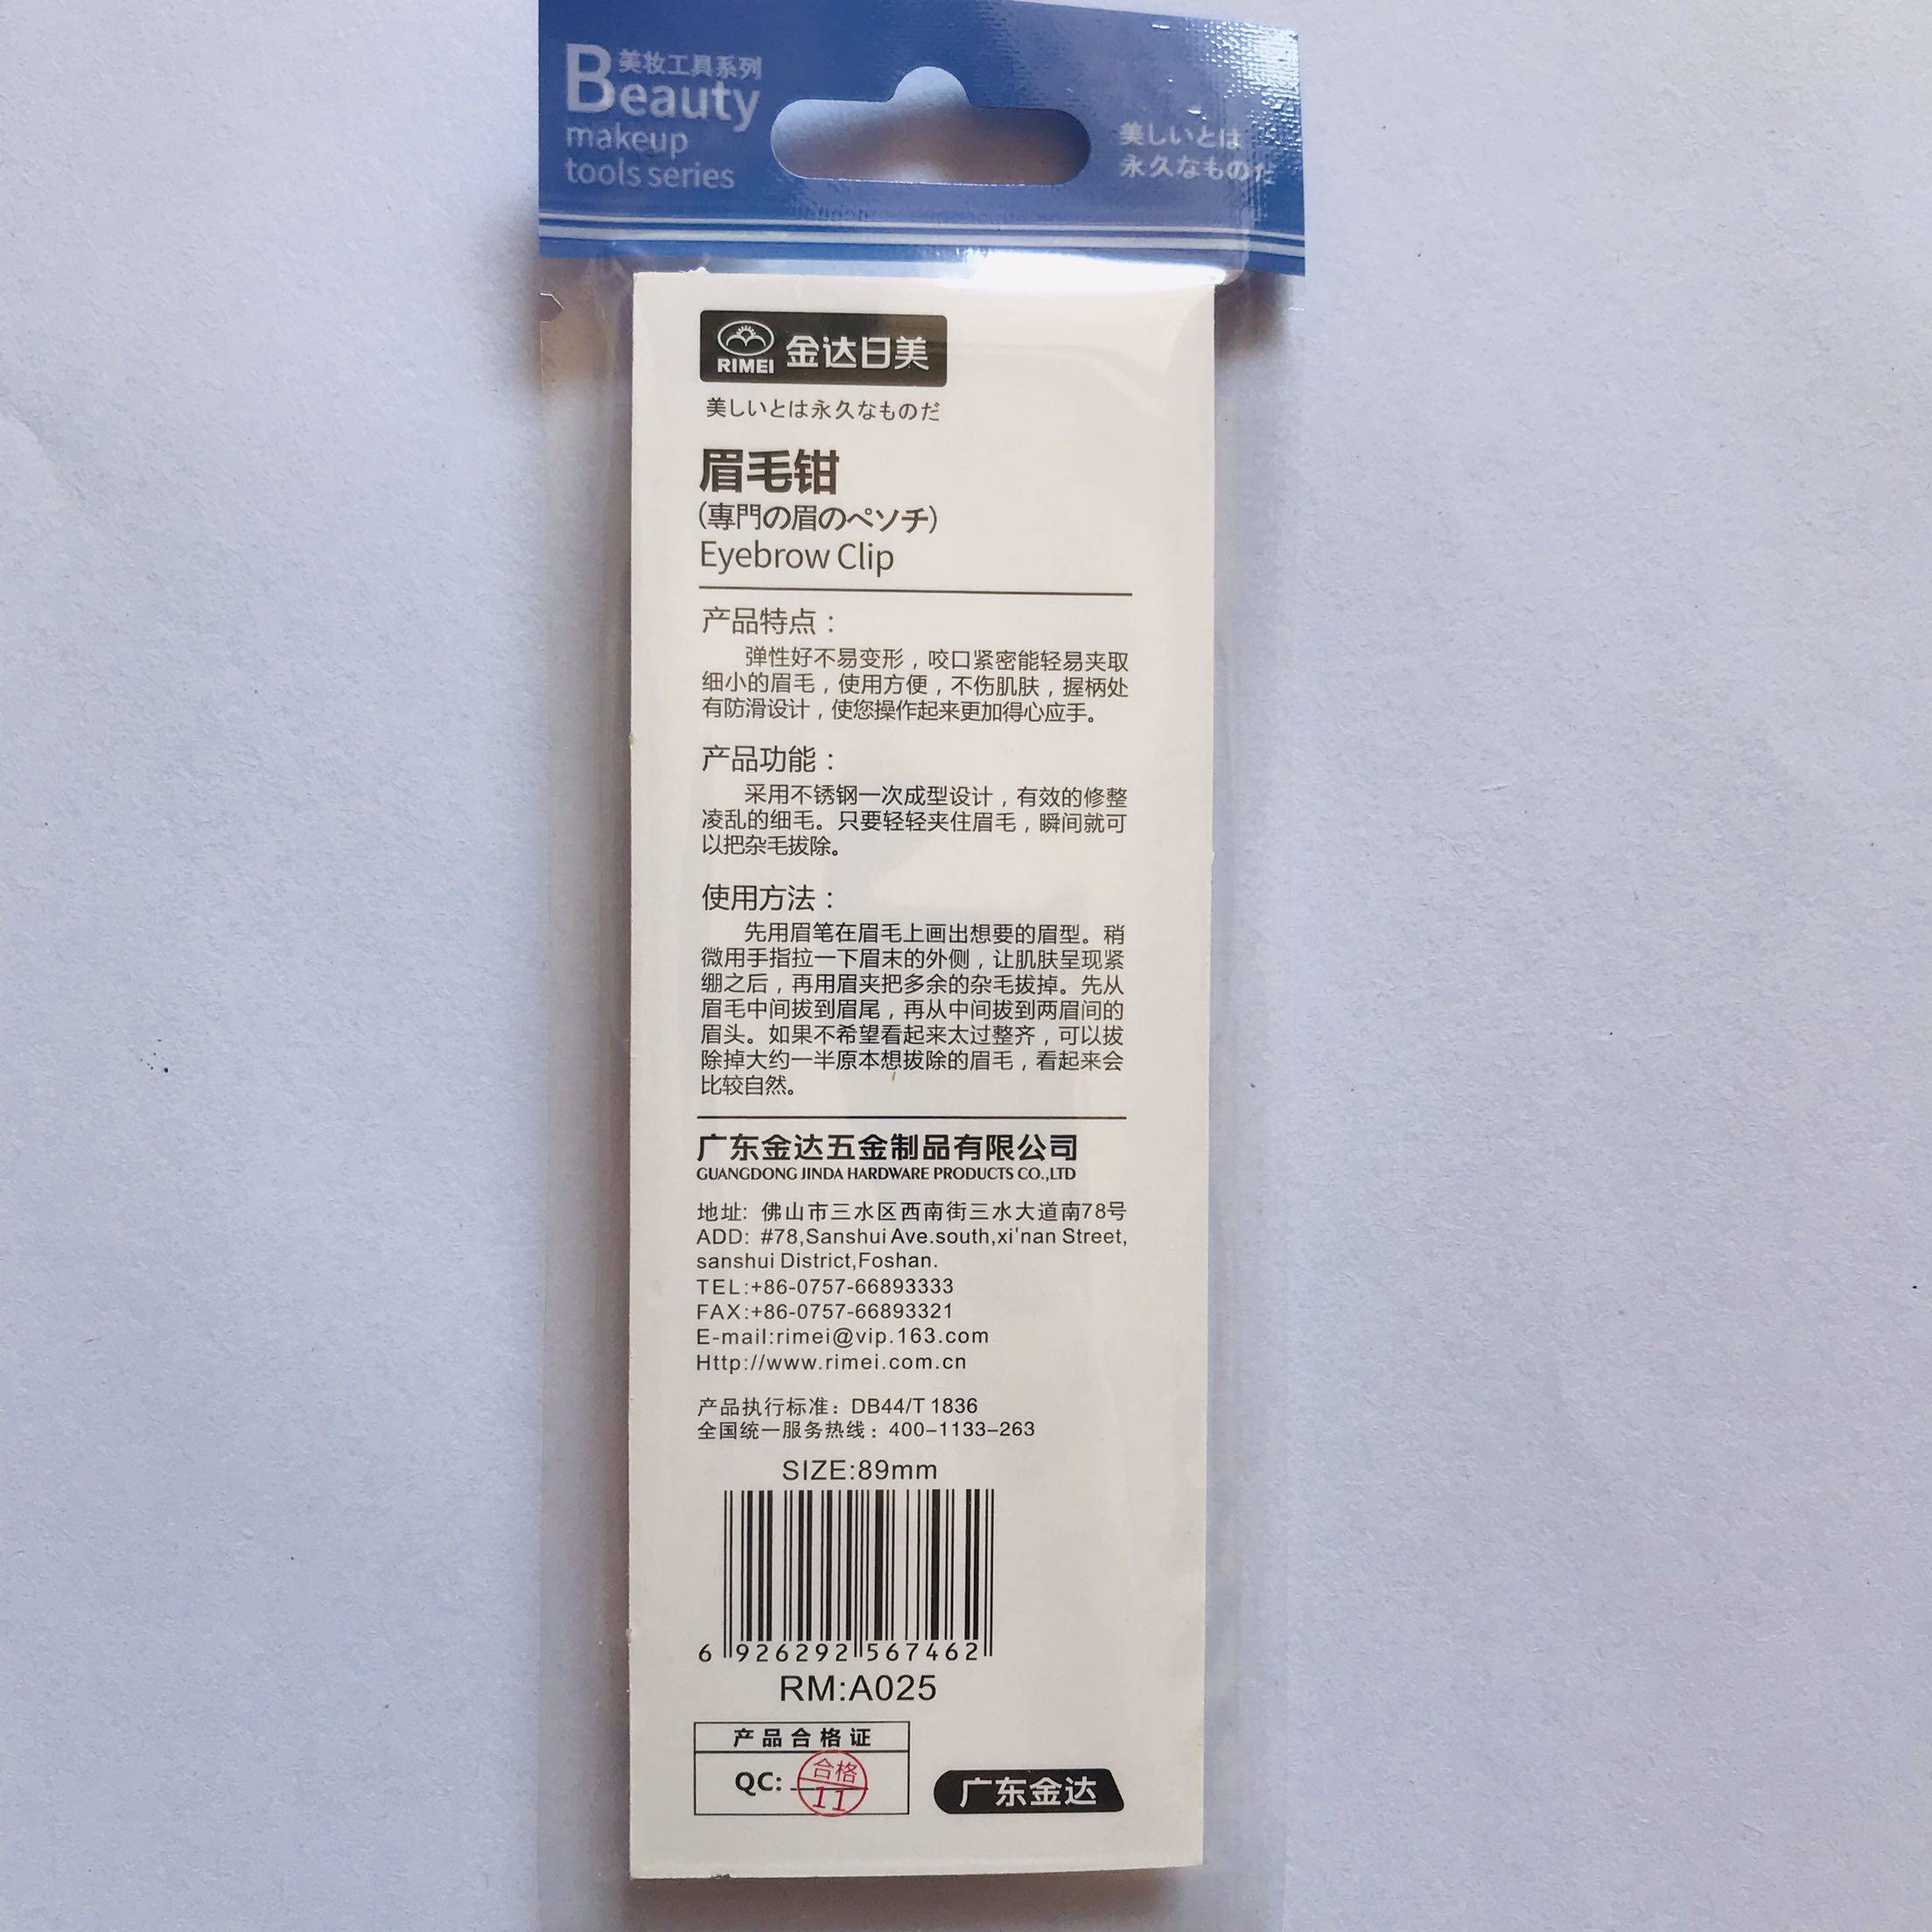 美妆工具系列
Beauty
makeup
tools series
美しいとは
永久なものだ
RIMEI 金达日美
美しいとは永久なものだ
眉毛钳
(專門の眉のペソチ)
Eyebrow Clip
产品特点：
弹性好不易变形，咬口紧密能轻易夹取
细小的眉毛，使用方便，不伤肌肤，握柄处
有防滑设计，使您操作起来更加得心应手。
产品功能：
采用不锈钢一次成型设计，有效的修整
凌乱的细毛。只要轻轻夹住眉毛，瞬间就可
以把杂毛拔除。
使用方法：
先用眉笔在眉毛上画出想要的眉型。稍
微用手指拉一下眉末的外侧，让肌肤呈现紧
绷之后，再用眉夹把多余的杂毛拔掉。先从
眉毛中间拔到眉尾，再从中间拔到两眉间的
眉头。如果不希望看起来太过整齐，可以拔
除掉大约一半原本想拔除的眉毛，看起来会
比较自然。
广东金达五金制品有限公司
GUANGDONG JINDA HARDWARE PRODUCTS CO.,LTD
地址: 佛山市三水区西南街三水大道南78号
ADD: #78,Sanshui Ave.south,xi'nan Street,
sanshui District,Foshan.
TEL:+86-0757-66893333
FAX:+86-0757-66893321
E-mail:rimei@vip.163.com
Http://www.rimei.com.cn
产品执行标准：DB44/T 1836
全国统一服务热线：400-1133-263
SIZE:89mm
6 926292 567462
RM:A025
产品合格证
QC: 合格
11
广东金达